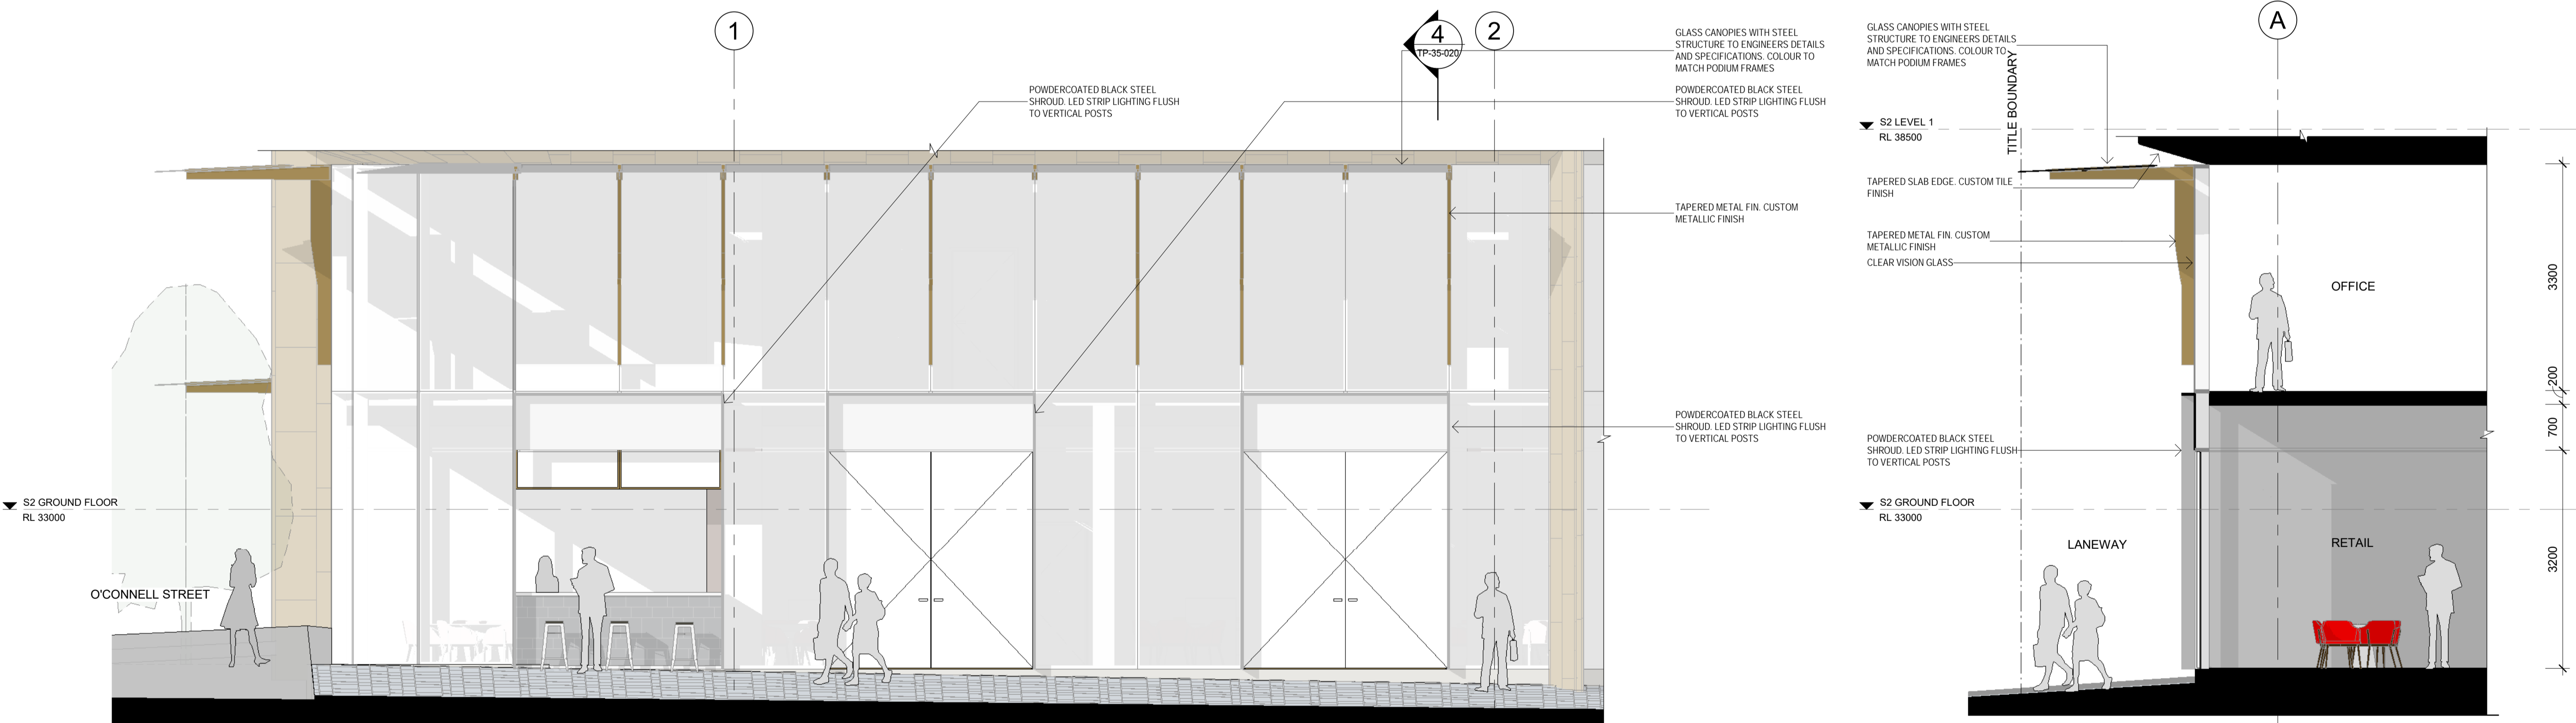 1
4
TP-35-020
2
GLASS CANOPIES WITH STEEL
STRUCTURE TO ENGINEERS DETAILS
AND SPECIFICATIONS. COLOUR TO
MATCH PODIUM FRAMES
POWDERCOATED BLACK STEEL
SHROUD. LED STRIP LIGHTING FLUSH
TO VERTICAL POSTS
POWDERCOATED BLACK STEEL
SHROUD. LED STRIP LIGHTING FLUSH
TO VERTICAL POSTS
TAPERED METAL FIN. CUSTOM
METALLIC FINISH
POWDERCOATED BLACK STEEL
SHROUD. LED STRIP LIGHTING FLUSH
TO VERTICAL POSTS
S2 GROUND FLOOR
RL 33000
O'CONNELL STREET
A
GLASS CANOPIES WITH STEEL
STRUCTURE TO ENGINEERS DETAILS
AND SPECIFICATIONS. COLOUR TO
MATCH PODIUM FRAMES
TITLE BOUNDARY
S2 LEVEL 1
RL 38500
TAPERED SLAB EDGE. CUSTOM TILE
FINISH
TAPERED METAL FIN. CUSTOM
METALLIC FINISH
CLEAR VISION GLASS
OFFICE
3300
200
700
POWDERCOATED BLACK STEEL
SHROUD. LED STRIP LIGHTING FLUSH
TO VERTICAL POSTS
S2 GROUND FLOOR
RL 33000
LANEWAY
RETAIL
3200